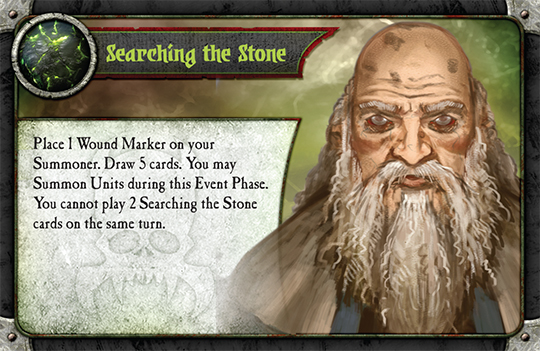 Searching the Stone
Place 1 Wound Marker on your
Summoner. Draw 5 cards. You may
Summon Units during this Event Phase.
You cannot play 2 Searching the Stone
cards on the same turn.